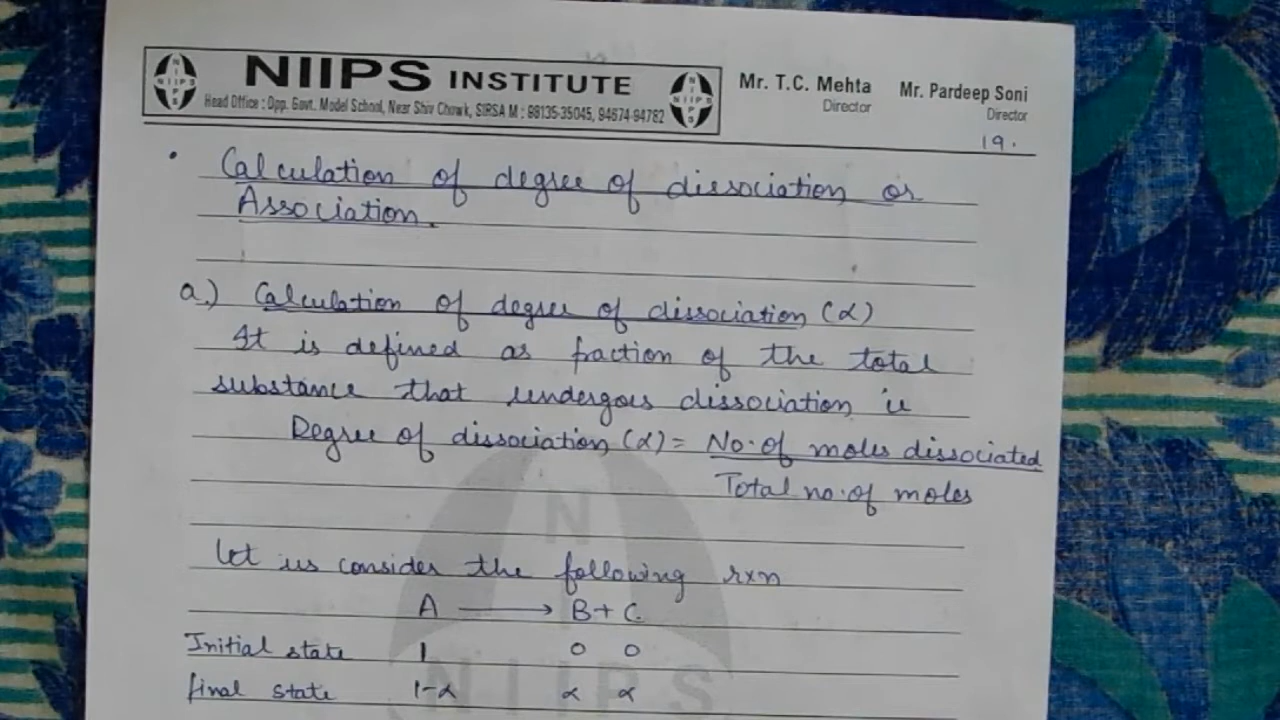 NIIPS INSTITUTE
Head Office : Opp. Govt. Model School, Near Shiv Chowk, SIRSA M : 98135-35045, 94674-94782
Mr. T.C. Mehta
Director
Mr. Pardeep Soni
Director
19.
• Calculation of degree of dissociation or
Association.
a.) Calculation of degree of dissociation (α)
It is defined as fraction of the total
substance that undergoes dissociation ie
Degree of dissociation (α) = No. of moles dissociated
Total no. of moles
let us consider the following rxn
A ⟶ B + C
Initial state 1 0 0
final state 1-α α α
NIIPS